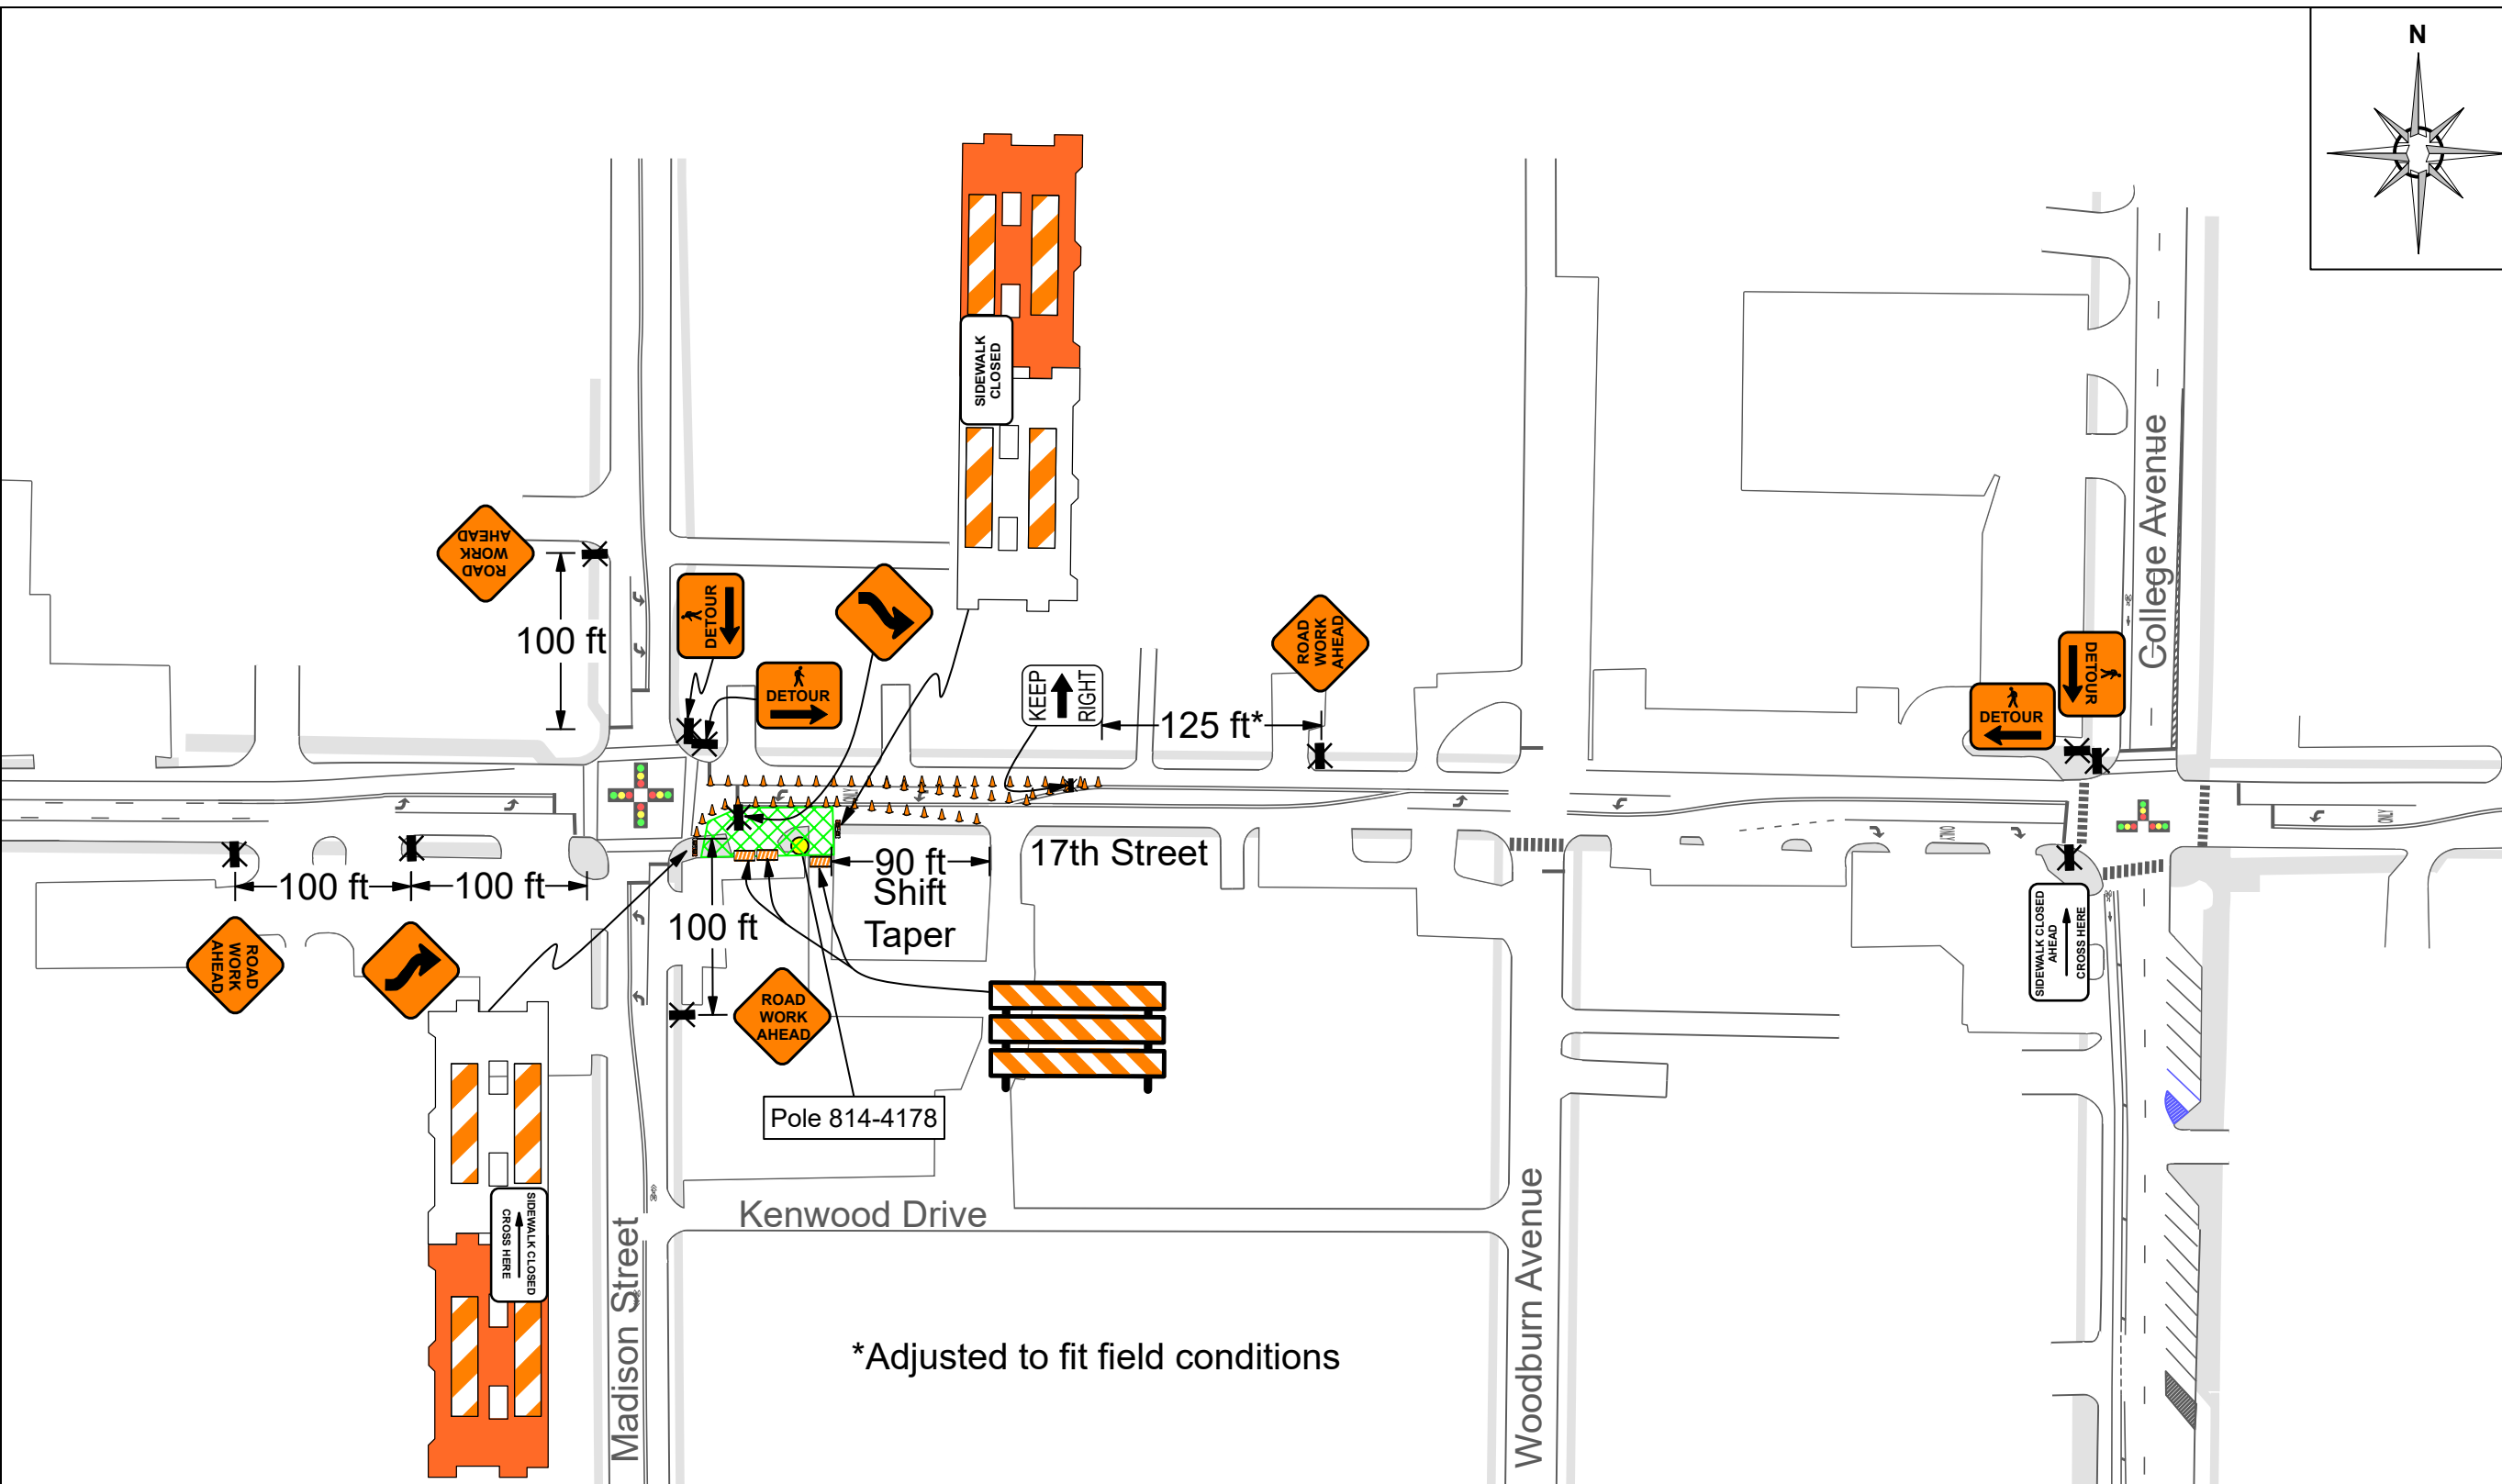 N
SIDEWALK
CLOSED
College Avenue
ROAD
WORK
AHEAD
100 ft
DETOUR
DETOUR
KEEP
RIGHT
125 ft*
ROAD
WORK
AHEAD
DETOUR
DETOUR
ONLY
ONLY
ONLY
100 ft
100 ft
90 ft
Shift
Taper
17th Street
100 ft
ROAD
WORK
AHEAD
ROAD
WORK
AHEAD
SIDEWALK CLOSED
AHEAD
CROSS HERE
Pole 814-4178
SIDEWALK CLOSED
CROSS HERE
Kenwood Drive
Madison Street
Woodburn Avenue
*Adjusted to fit field conditions